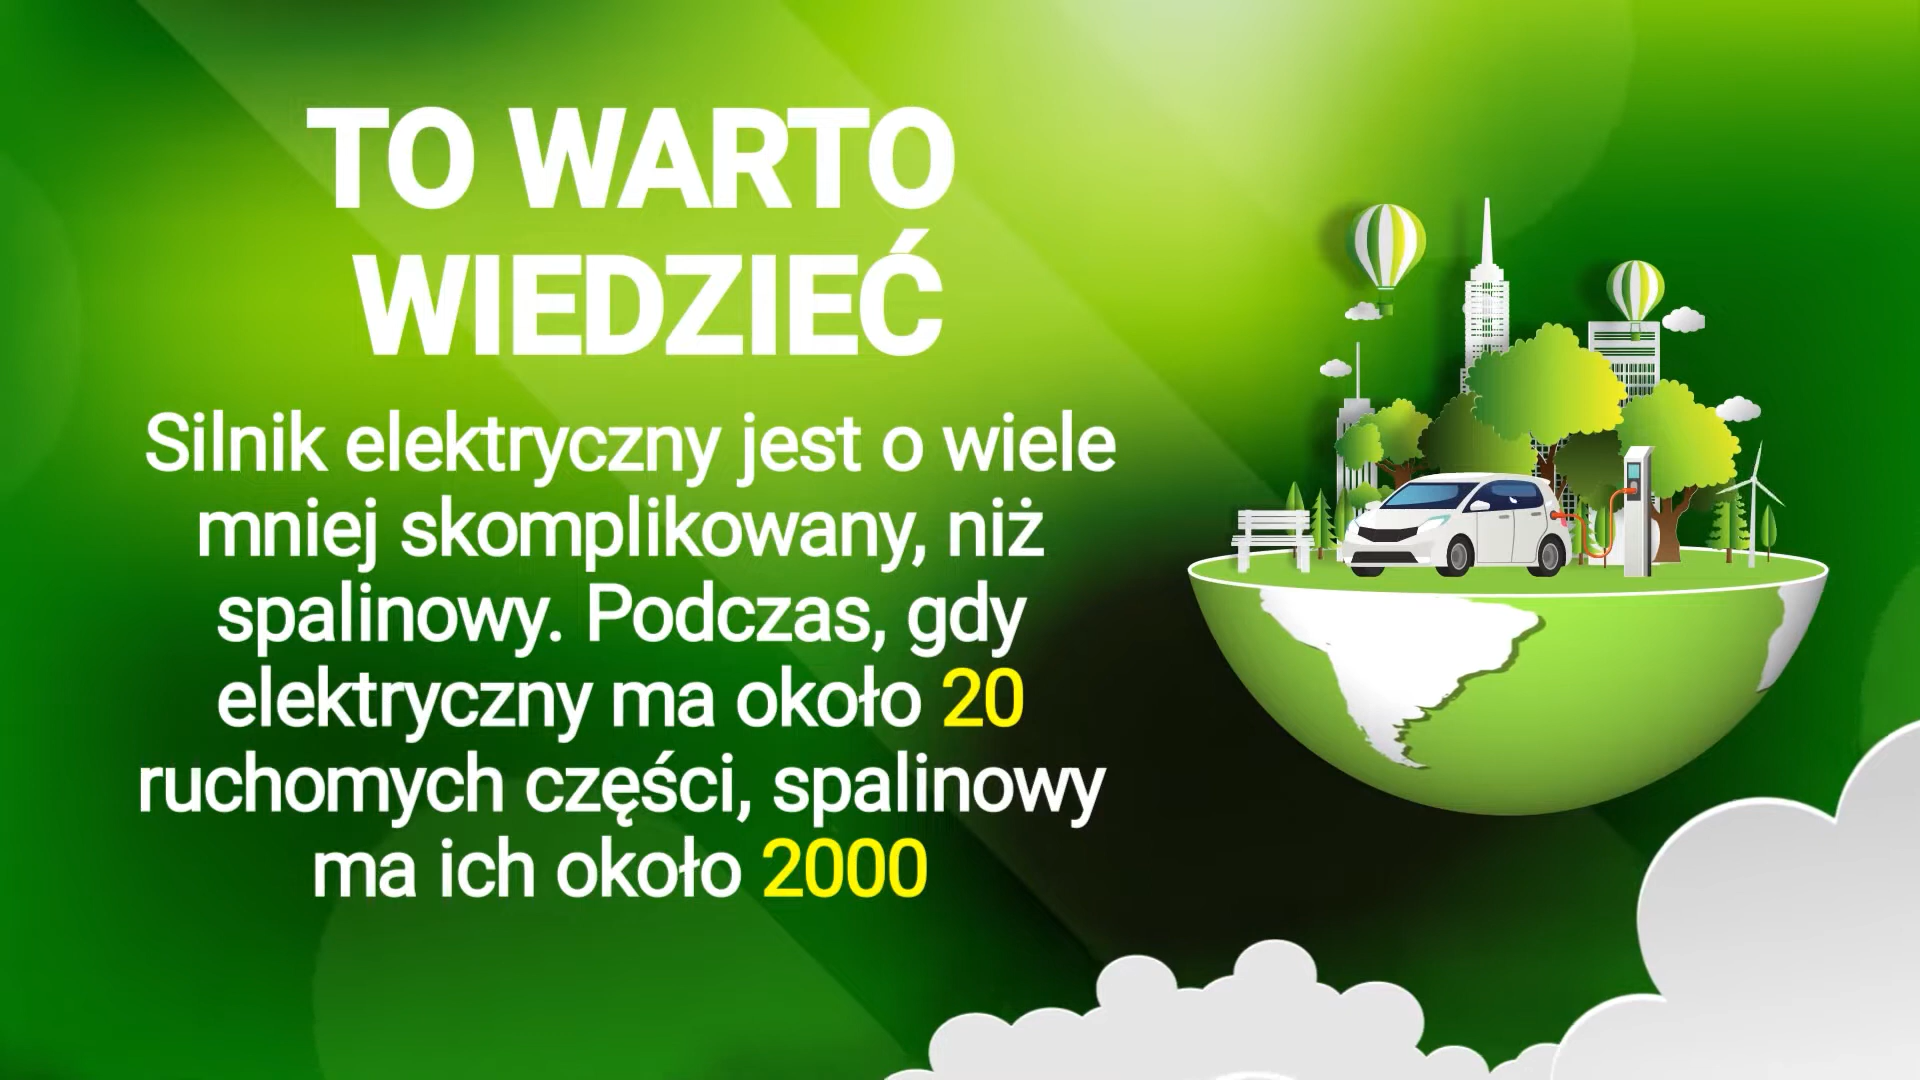 TO WARTO
WIEDZIEĆ
Silnik elektryczny jest o wiele
mniej skomplikowany, niż
spalinowy. Podczas, gdy
elektryczny ma około 20
ruchomych części, spalinowy
ma ich około 2000